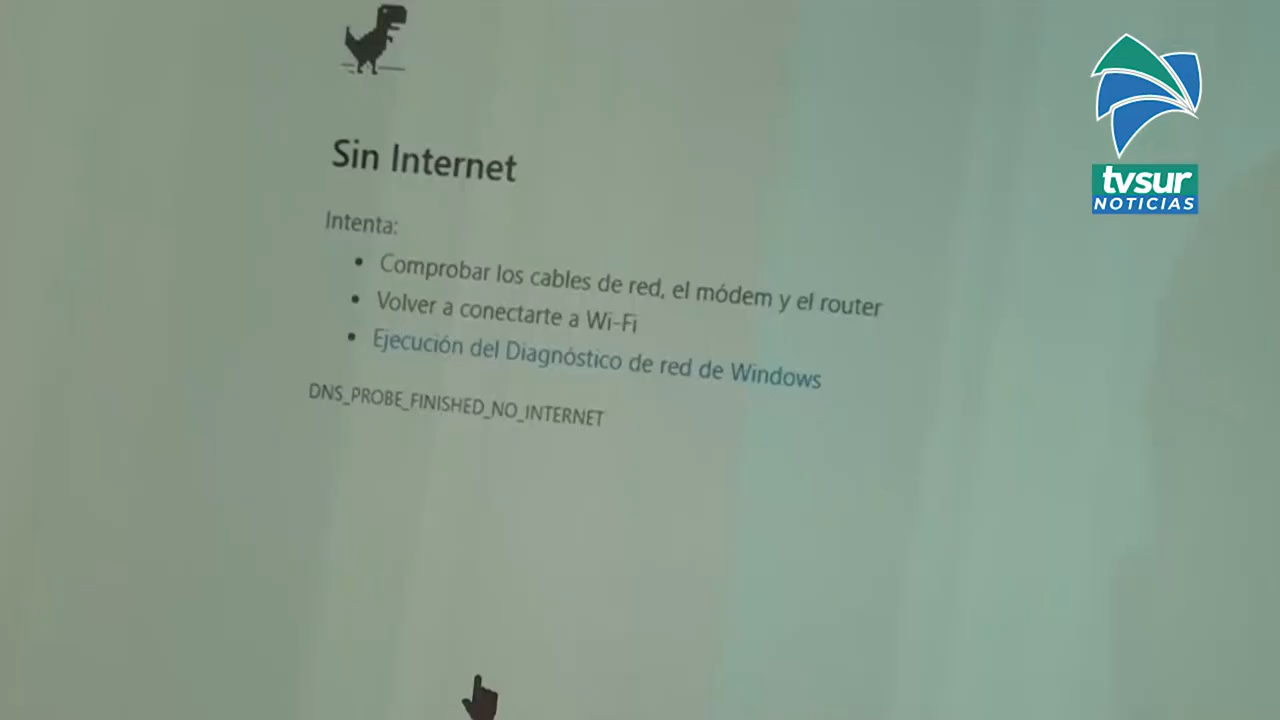 tvsur
NOTICIAS
Sin Internet
Intenta:
• Comprobar los cables de red, el módem y el router
• Volver a conectarte a Wi-Fi
• Ejecución del Diagnóstico de red de Windows
DNS_PROBE_FINISHED_NO_INTERNET